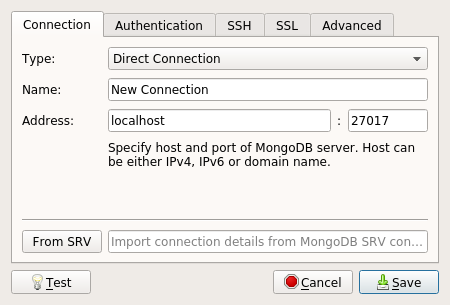 Connection Authentication SSH SSL Advanced
Type: Direct Connection
Name: New Connection
Address: localhost : 27017
Specify host and port of MongoDB server. Host can
be either IPv4, IPv6 or domain name.
From SRV Import connection details from MongoDB SRV con...
Test Cancel Save